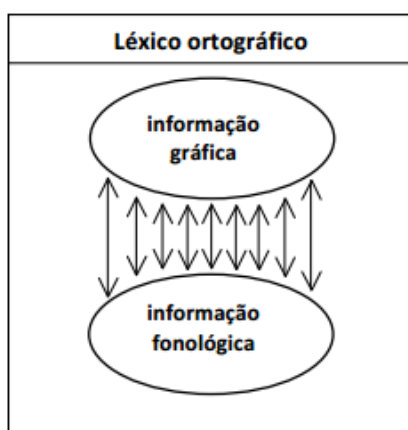 Léxico ortográfico
informação
gráfica
informação
fonológica